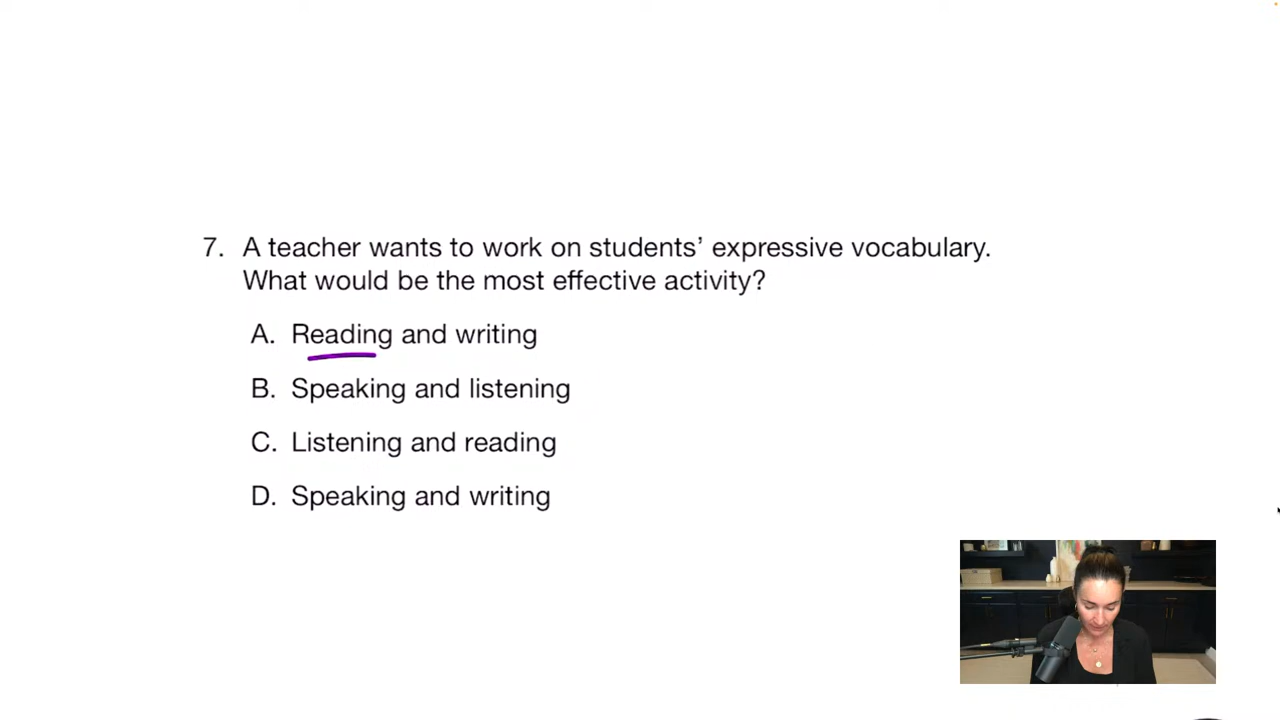 7. A teacher wants to work on students’ expressive vocabulary.
What would be the most effective activity?
A. Reading and writing
B. Speaking and listening
C. Listening and reading
D. Speaking and writing